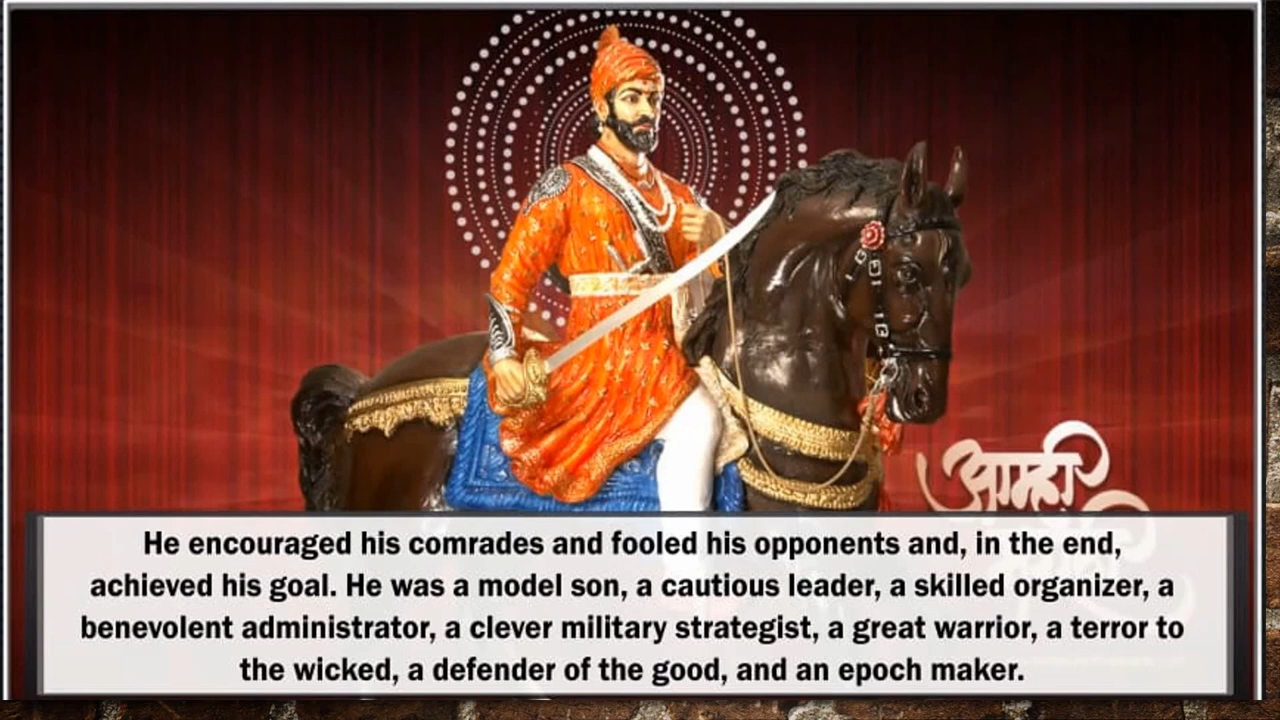 आम्ही
He encouraged his comrades and fooled his opponents and, in the end,
achieved his goal. He was a model son, a cautious leader, a skilled organizer, a
benevolent administrator, a clever military strategist, a great warrior, a terror to
the wicked, a defender of the good, and an epoch maker.